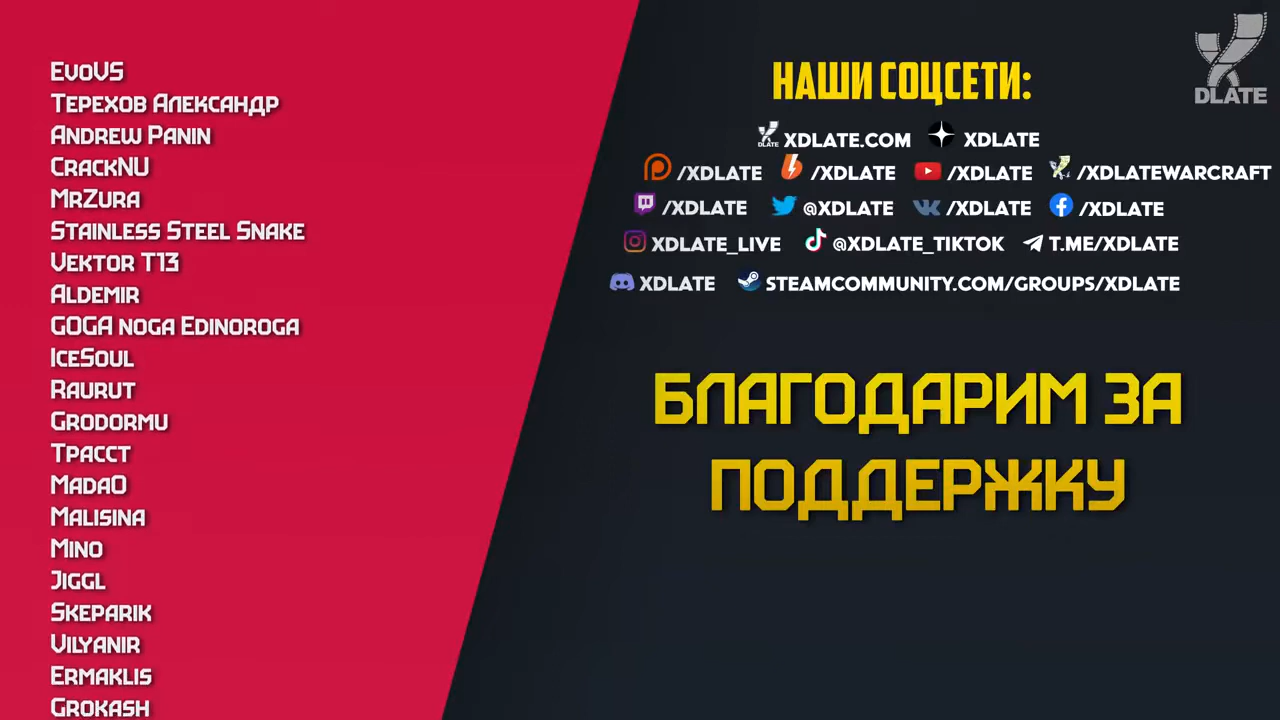 EvoVS
Терехов Александр
Andrew Panin
CrackNU
MrZura
Stainless Steel Snake
Vektor T13
Aldemir
GOGA noga Edinoroga
IceSoul
Raurut
Grodormu
Трасст
MadaO
Malisina
Mino
Jiggl
Skeparik
Vilyanir
Ermaklis
Grokash
DLATE
НАШИ СОЦСЕТИ:
DLATE XDLATE.COM XDLATE
/XDLATE /XDLATE /XDLATE /XDLATEWARCRAFT
/XDLATE @XDLATE /XDLATE /XDLATE
XDLATE_LIVE @XDLATE_TIKTOK T.ME/XDLATE
XDLATE STEAMCOMMUNITY.COM/GROUPS/XDLATE
БЛАГОДАРИМ ЗА
ПОДДЕРЖКУ